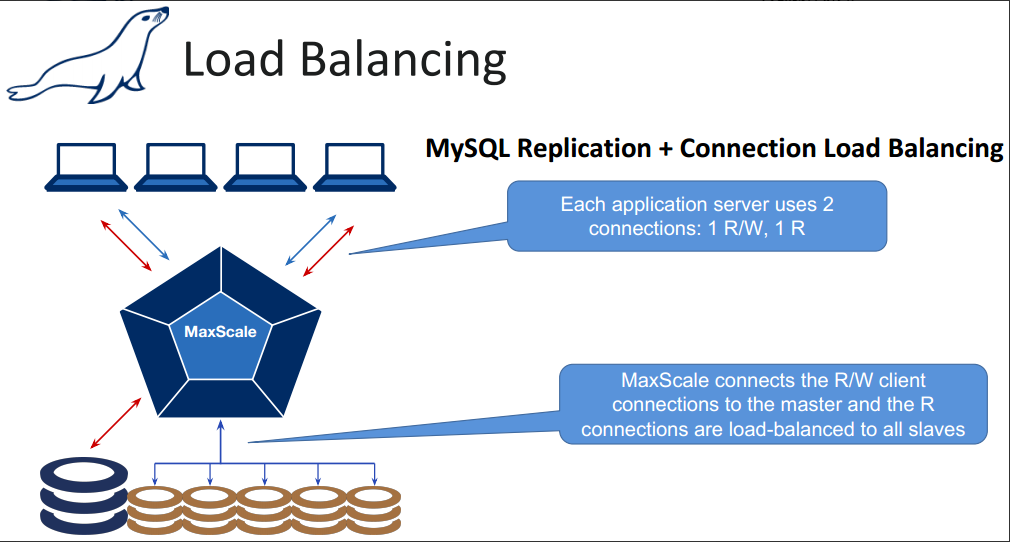 Load Balancing
MySQL Replication + Connection Load Balancing
Each application server uses 2
connections: 1 R/W, 1 R
MaxScale
MaxScale connects the R/W client
connections to the master and the R
connections are load-balanced to all slaves